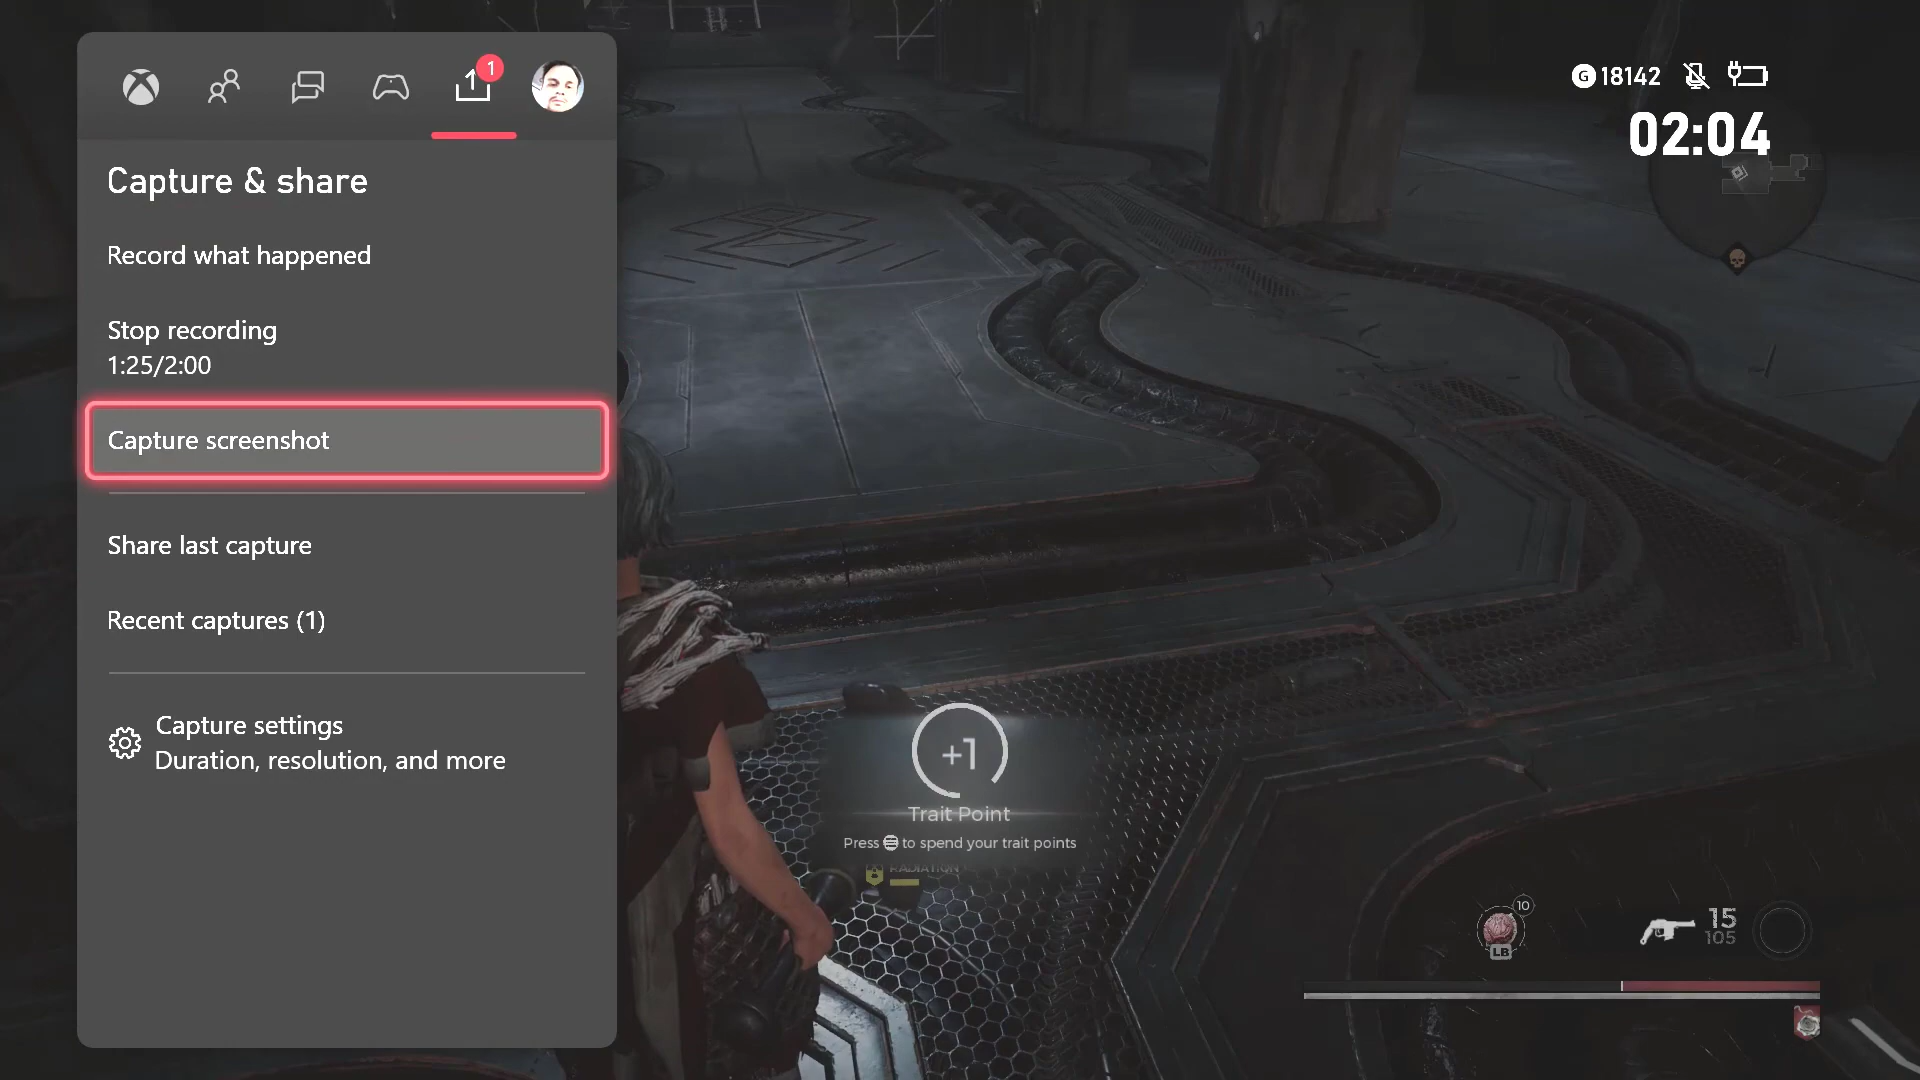 1
G 18142
02:04
Capture & share
Record what happened
Stop recording
1:25/2:00
Capture screenshot
Share last capture
Recent captures (1)
Capture settings
Duration, resolution, and more
+1
Trait Point
Press to spend your trait points
RADIATION
10
LB
15
105